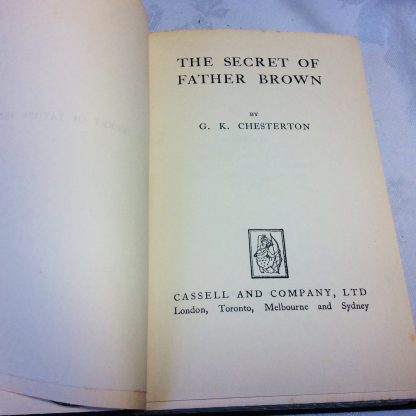 THE SECRET OF
FATHER BROWN
BY
G. K. CHESTERTON
CASSELL AND COMPANY, LTD
London, Toronto, Melbourne and Sydney